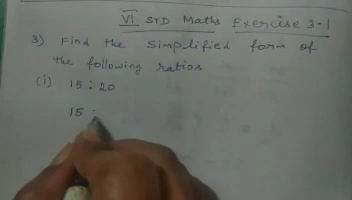 VI STD Maths Exercise 3.1
3) Find the simplified form of
the following ratios
(i) 15 : 20
15 :